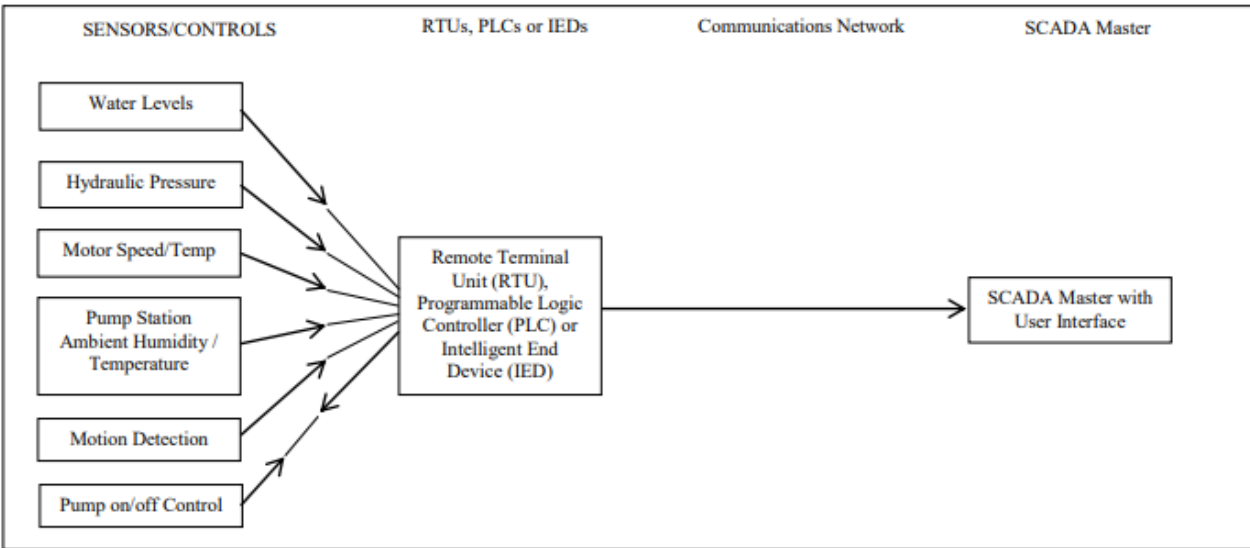 SENSORS/CONTROLS
RTUs, PLCs or IEDs
Communications Network
SCADA Master
Water Levels
Hydraulic Pressure
Motor Speed/Temp
Pump Station
Ambient Humidity /
Temperature
Motion Detection
Pump on/off Control
Remote Terminal
Unit (RTU),
Programmable Logic
Controller (PLC) or
Intelligent End
Device (IED)
SCADA Master with
User Interface